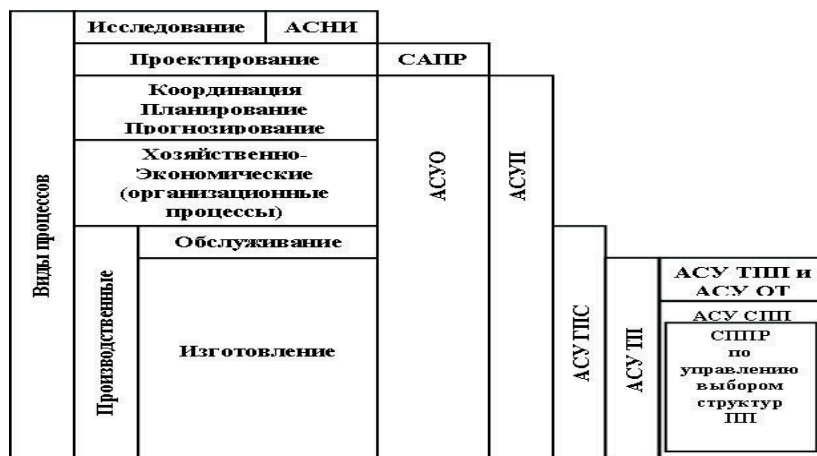 Виды процессов
Исследование
АСНИ
Проектирование
САПР
Координация
Планирование
Прогнозирование
Хозяйственно-
Экономические
(организационные
процессы)
Производственные
Обслуживание
Изготовление
АСУО
АСУП
АСУ ГПС
АСУ ТП
АСУ ТПП и
АСУ ОТ
АСУ СПП
СППР
по
управлению
выбором
структур
ПП